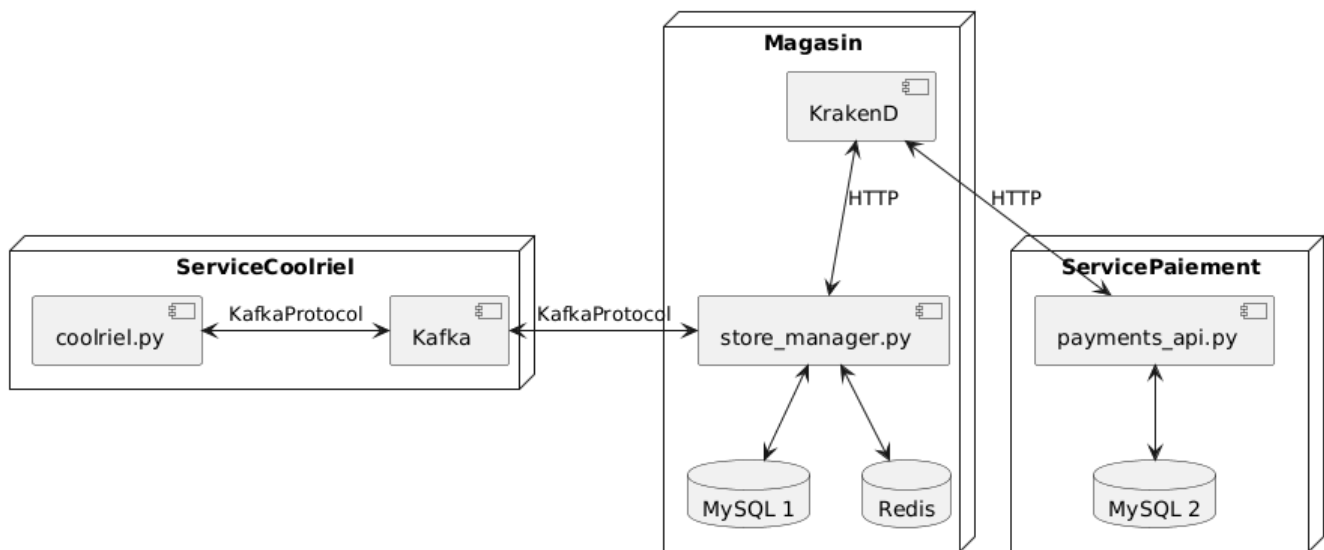 Magasin
KrakenD
HTTP
HTTP
ServiceCoolriel
ServicePaiement
coolriel.py
KafkaProtocol
Kafka
KafkaProtocol
store_manager.py
payments_api.py
MySQL 1
Redis
MySQL 2